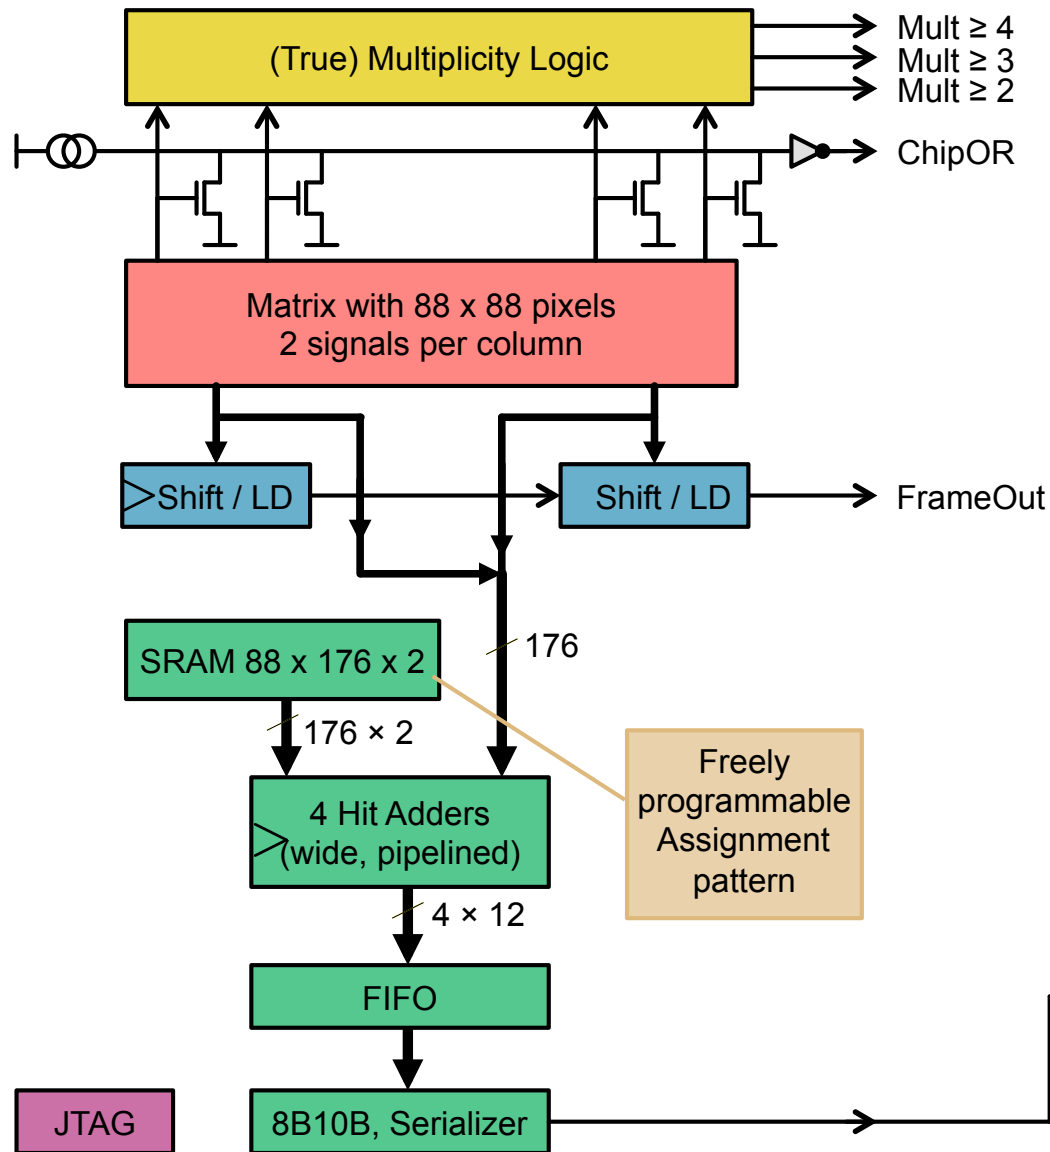 (True) Multiplicity Logic
Mult ≥ 4
Mult ≥ 3
Mult ≥ 2
ChipOR
Matrix with 88 x 88 pixels
2 signals per column
Shift / LD
Shift / LD
FrameOut
SRAM 88 x 176 x 2
176
176 × 2
4 Hit Adders
(wide, pipelined)
Freely
programmable
Assignment
pattern
4 × 12
FIFO
JTAG
8B10B, Serializer